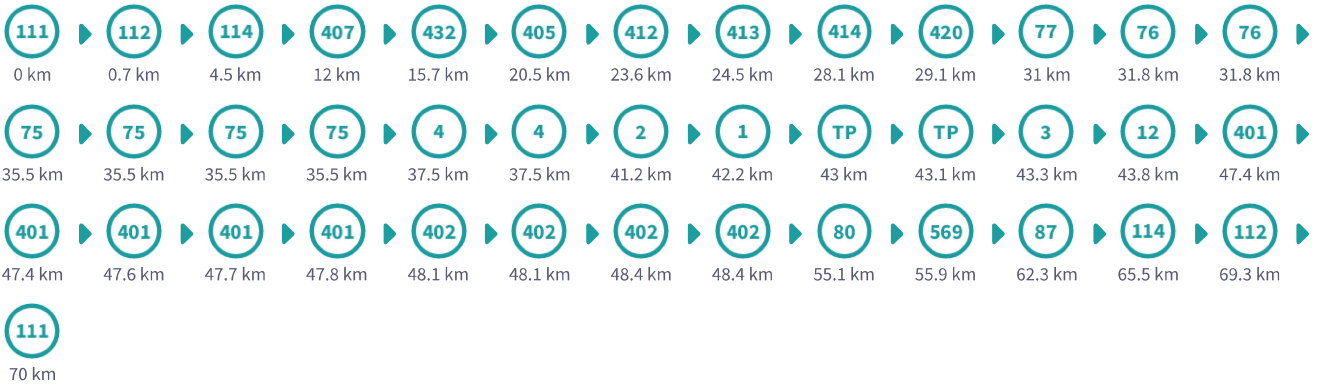 111 112 114 407 432 405 412 413 414 420 77 76 76
0 km 0.7 km 4.5 km 12 km 15.7 km 20.5 km 23.6 km 24.5 km 28.1 km 29.1 km 31 km 31.8 km 31.8 km
75 75 75 75 4 4 2 1 TP TP 3 12 401
35.5 km 35.5 km 35.5 km 35.5 km 37.5 km 37.5 km 41.2 km 42.2 km 43 km 43.1 km 43.3 km 43.8 km 47.4 km
401 401 401 401 402 402 402 402 80 569 87 114 112
47.4 km 47.6 km 47.7 km 47.8 km 48.1 km 48.1 km 48.4 km 48.4 km 55.1 km 55.9 km 62.3 km 65.5 km 69.3 km
111
70 km